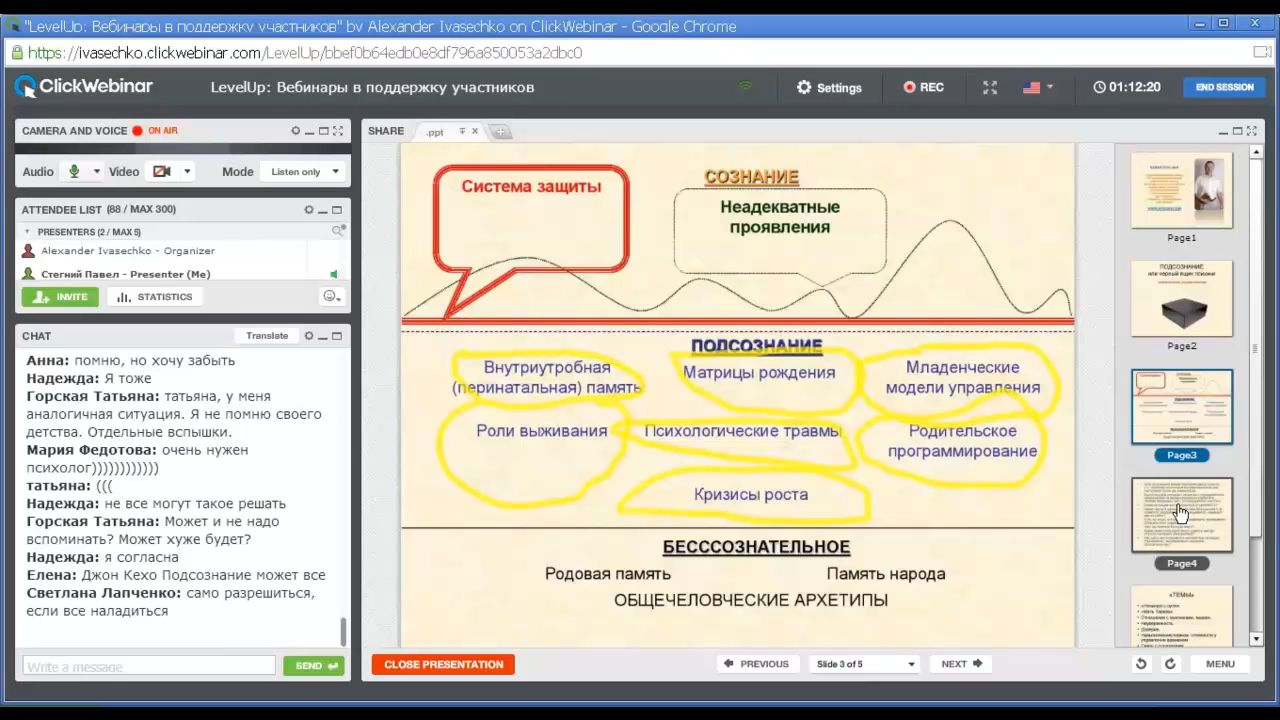 "LevelUp: Вебинары в поддержку участников" by Alexander Ivasechko on ClickWebinar - Google Chrome
https://ivasechko.clickwebinar.com/LevelUp/bbef0b64edb0e8df796a850053a2dbc0
ClickWebinar
LevelUp: Вебинары в поддержку участников
Settings
REC
01:12:20
END SESSION
CAMERA AND VOICE ON AIR
Audio
Video
Mode
Listen only
ATTENDEE LIST (88 / MAX 300)
PRESENTERS (2 / MAX 5)
Alexander Ivasechko - Organizer
Стегний Павел - Presenter (Me)
INVITE
STATISTICS
CHAT
Translate
Анна: помню, но хочу забыть
Надежда: Я тоже
Горская Татьяна: татьяна, у меня
аналогичная ситуация. Я не помню своего
детства. Отдельные вспышки.
Мария Федотова: очень нужен
психолог))))))))))))
татьяна: (((
Надежда: не все могут такое решать
Горская Татьяна: Может и не надо
вспоминать? Может хуже будет?
Надежда: я согласна
Елена: Джон Кехо Подсознание может все
Светлана Лапченко: само разрешиться,
если все наладиться
Write a message
SEND
SHARE
.ppt
Система защиты
СОЗНАНИЕ
Неадекватные
проявления
ПОДСОЗНАНИЕ
Внутриутробная
(перинатальная) память
Матрицы рождения
Младенческие
модели управления
Роли выживания
Психологические травмы
Родительское
программирование
Кризисы роста
БЕСССОЗНАТЕЛЬНОЕ
Родовая память
Память народа
ОБЩЕЧЕЛОВЧЕСКИЕ АРХЕТИПЫ
CLOSE PRESENTATION
PREVIOUS
Slide 3 of 5
NEXT
MENU
Page1
ПОДСОЗНАНИЕ
или черный ящик психики
Page2
Page3
Page4
«ТЕМЫ»